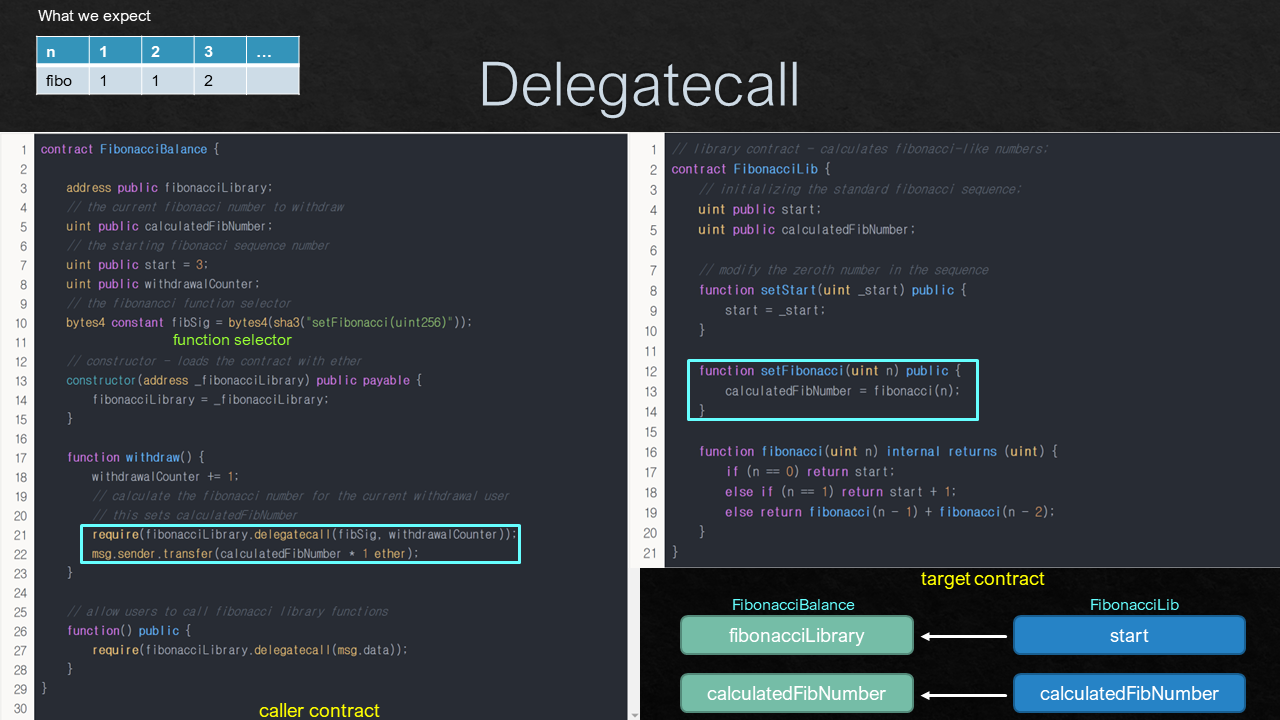 What we expect
n 1 2 3 ...
fibo 1 1 2
Delegatecall
1 contract FibonacciBalance {
2
3 address public fibonacciLibrary;
4 // the current fibonacci number to withdraw
5 uint public calculatedFibNumber;
6 // the starting fibonacci sequence number
7 uint public start = 3;
8 uint public withdrawalCounter;
9 // the fibonancci function selector
10 bytes4 constant fibSig = bytes4(sha3("setFibonacci(uint256)"));
11 function selector
12 // constructor - loads the contract with ether
13 constructor(address _fibonacciLibrary) public payable {
14 fibonacciLibrary = _fibonacciLibrary;
15 }
16
17 function withdraw() {
18 withdrawalCounter += 1;
19 // calculate the fibonacci number for the current withdrawal user
20 // this sets calculatedFibNumber
21 require(fibonacciLibrary.delegatecall(fibSig, withdrawalCounter));
22 msg.sender.transfer(calculatedFibNumber * 1 ether);
23 }
24
25 // allow users to call fibonacci library functions
26 function() public {
27 require(fibonacciLibrary.delegatecall(msg.data));
28 }
29 }
30
caller contract
1 // library contract - calculates fibonacci-like numbers;
2 contract FibonacciLib {
3 // initializing the standard fibonacci sequence;
4 uint public start;
5 uint public calculatedFibNumber;
6
7 // modify the zeroth number in the sequence
8 function setStart(uint _start) public {
9 start = _start;
10 }
11
12 function setFibonacci(uint n) public {
13 calculatedFibNumber = fibonacci(n);
14 }
15
16 function fibonacci(uint n) internal returns (uint) {
17 if (n == 0) return start;
18 else if (n == 1) return start + 1;
19 else return fibonacci(n - 1) + fibonacci(n - 2);
20 }
21 }
target contract
FibonacciBalance FibonacciLib
fibonacciLibrary start
calculatedFibNumber calculatedFibNumber